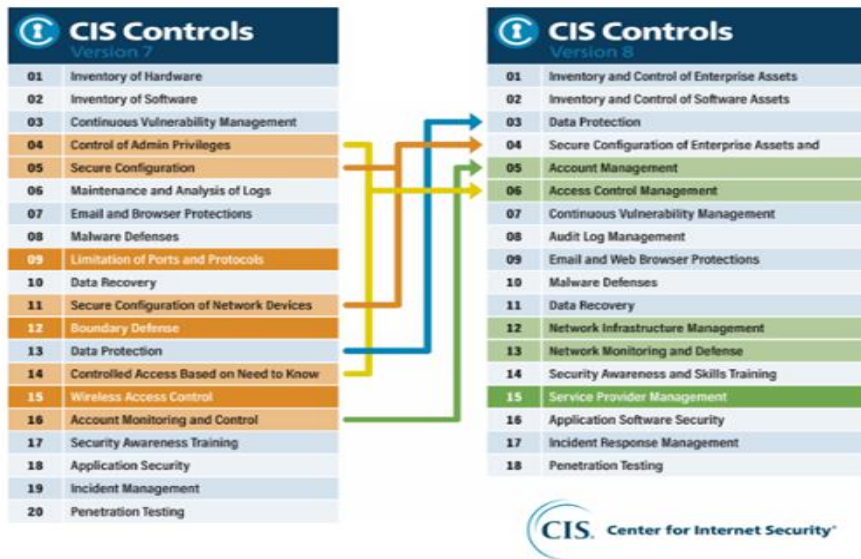 CIS Controls
Version 7
01 Inventory of Hardware
02 Inventory of Software
03 Continuous Vulnerability Management
04 Control of Admin Privileges
05 Secure Configuration
06 Maintenance and Analysis of Logs
07 Email and Browser Protections
08 Malware Defenses
09 Limitation of Ports and Protocols
10 Data Recovery
11 Secure Configuration of Network Devices
12 Boundary Defense
13 Data Protection
14 Controlled Access Based on Need to Know
15 Wireless Access Control
16 Account Monitoring and Control
17 Security Awareness Training
18 Application Security
19 Incident Management
20 Penetration Testing
CIS Controls
Version 8
01 Inventory and Control of Enterprise Assets
02 Inventory and Control of Software Assets
03 Data Protection
04 Secure Configuration of Enterprise Assets and
05 Account Management
06 Access Control Management
07 Continuous Vulnerability Management
08 Audit Log Management
09 Email and Web Browser Protections
10 Malware Defenses
11 Data Recovery
12 Network Infrastructure Management
13 Network Monitoring and Defense
14 Security Awareness and Skills Training
15 Service Provider Management
16 Application Software Security
17 Incident Response Management
18 Penetration Testing
CIS. Center for Internet Security®